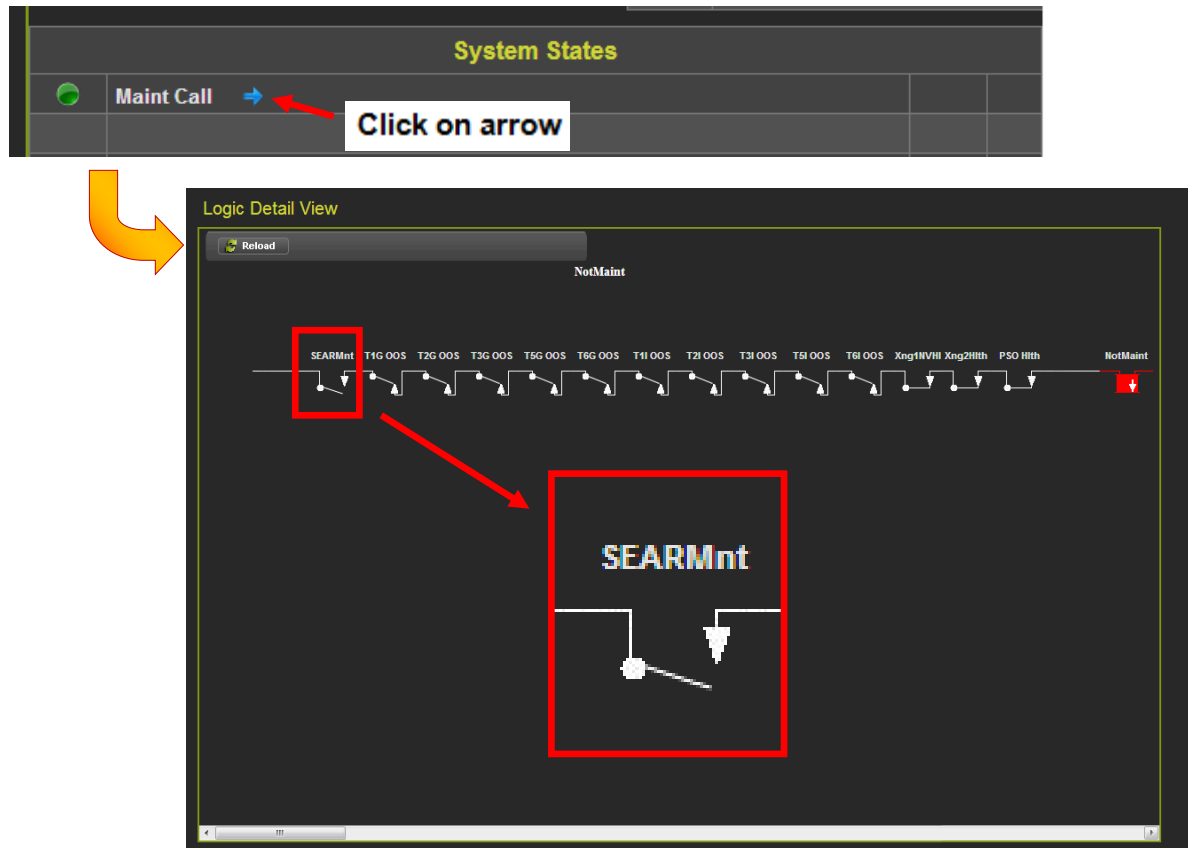 System States
Maint Call
Click on arrow
Logic Detail View
Reload
NotMaint
SEARMnt T1G OOS T2G OOS T3G OOS T5G OOS T6G OOS T1I OOS T2I OOS T3I OOS T5I OOS T6I OOS Xng1NVHl Xng2Hlth PSO Hlth NotMaint
SEARMnt